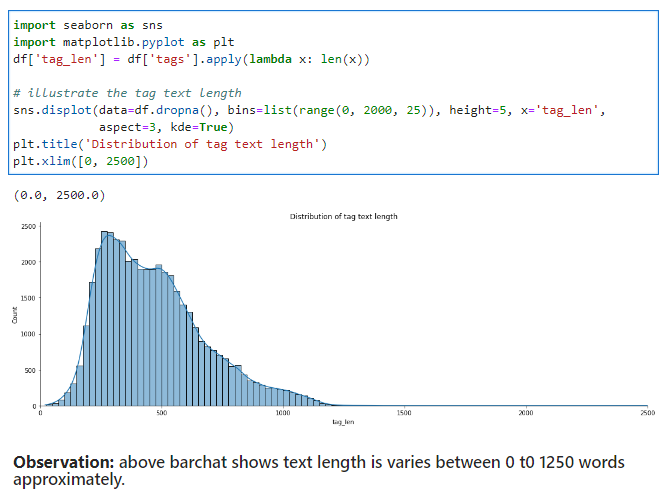 import seaborn as sns
import matplotlib.pyplot as plt
df['tag_len'] = df['tags'].apply(lambda x: len(x))
# illustrate the tag text length
sns.displot(data=df.dropna(), bins=list(range(0, 2000, 25)), height=5, x='tag_len',
aspect=3, kde=True)
plt.title('Distribution of tag text length')
plt.xlim([0, 2500])
(0.0, 2500.0)
Distribution of tag text length
2500
2000
1500
1000
500
0
Count
0 500 1000 1500 2000 2500
tag_len
Observation: above barchat shows text length is varies between 0 t0 1250 words
approximately.